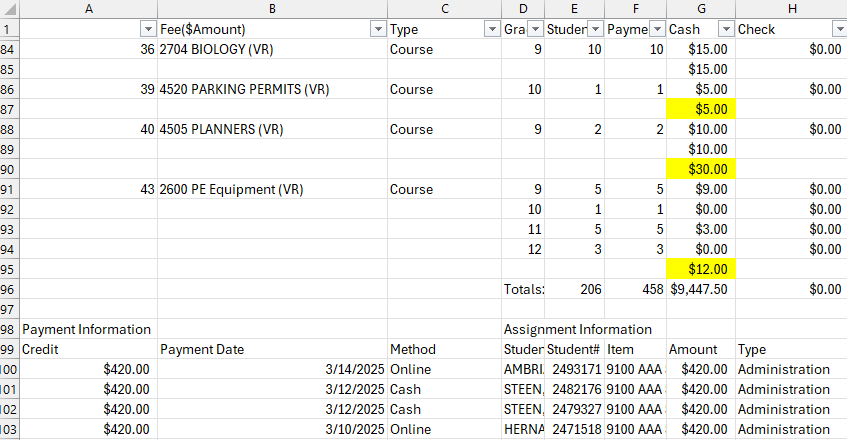 A B C D E F G H
1 Fee($Amount) Type Gra Studen Payme Cash Check
84 36 2704 BIOLOGY (VR) Course 9 10 10 $15.00 $0.00
85 $15.00
86 39 4520 PARKING PERMITS (VR) Course 10 1 1 $5.00 $0.00
87 $5.00
88 40 4505 PLANNERS (VR) Course 9 2 2 $10.00 $0.00
89 $10.00
90 $30.00
91 43 2600 PE Equipment (VR) Course 9 5 5 $9.00 $0.00
92 10 1 1 $0.00 $0.00
93 11 5 5 $3.00 $0.00
94 12 3 3 $0.00 $0.00
95 $12.00
96 Totals: 206 458 $9,447.50 $0.00
97
98 Payment Information Assignment Information
99 Credit Payment Date Method Studen Student# Item Amount Type
100 $420.00 3/14/2025 Online AMBRI 2493171 9100 AAA $420.00 Administration
101 $420.00 3/12/2025 Cash STEEN, 2482176 9100 AAA $420.00 Administration
102 $420.00 3/12/2025 Cash STEEN, 2479327 9100 AAA $420.00 Administration
103 $420.00 3/10/2025 Online HERNA 2471518 9100 AAA $420.00 Administration